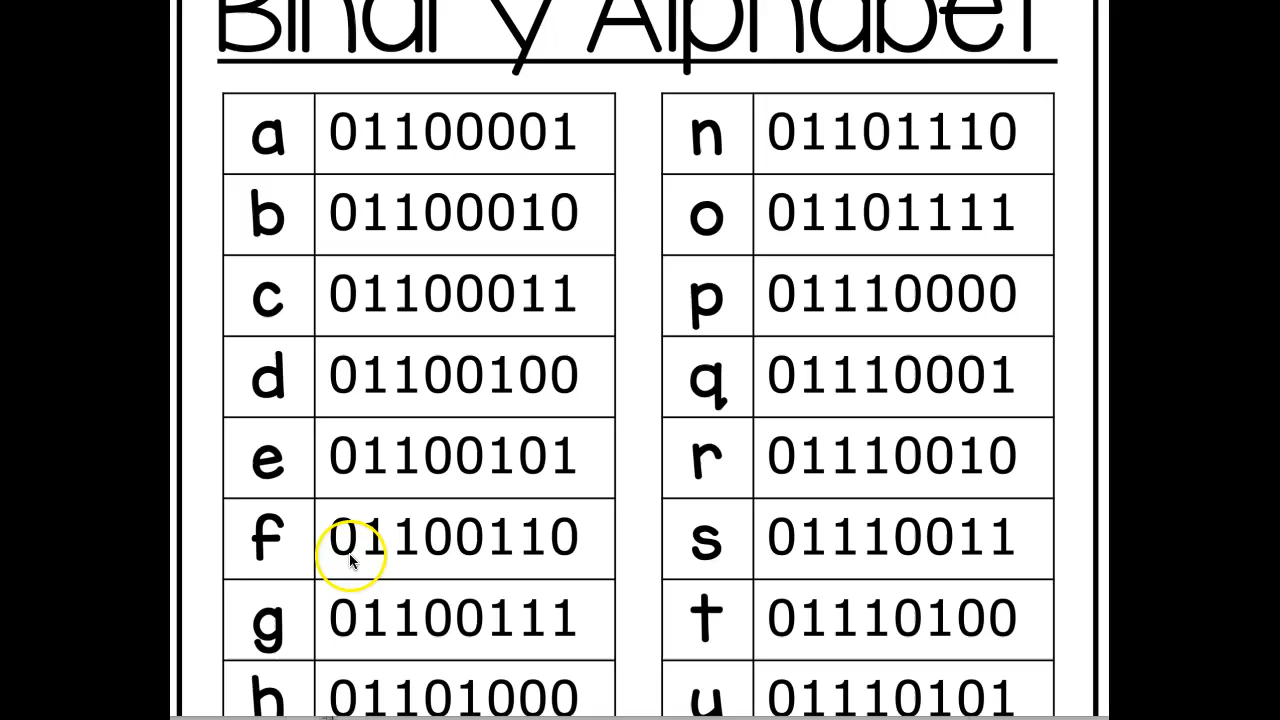 Binary Alphabet
a 01100001 n 01101110
b 01100010 o 01101111
c 01100011 p 01110000
d 01100100 q 01110001
e 01100101 r 01110010
f 01100110 s 01110011
g 01100111 t 01110100
h 01101000 u 01110101